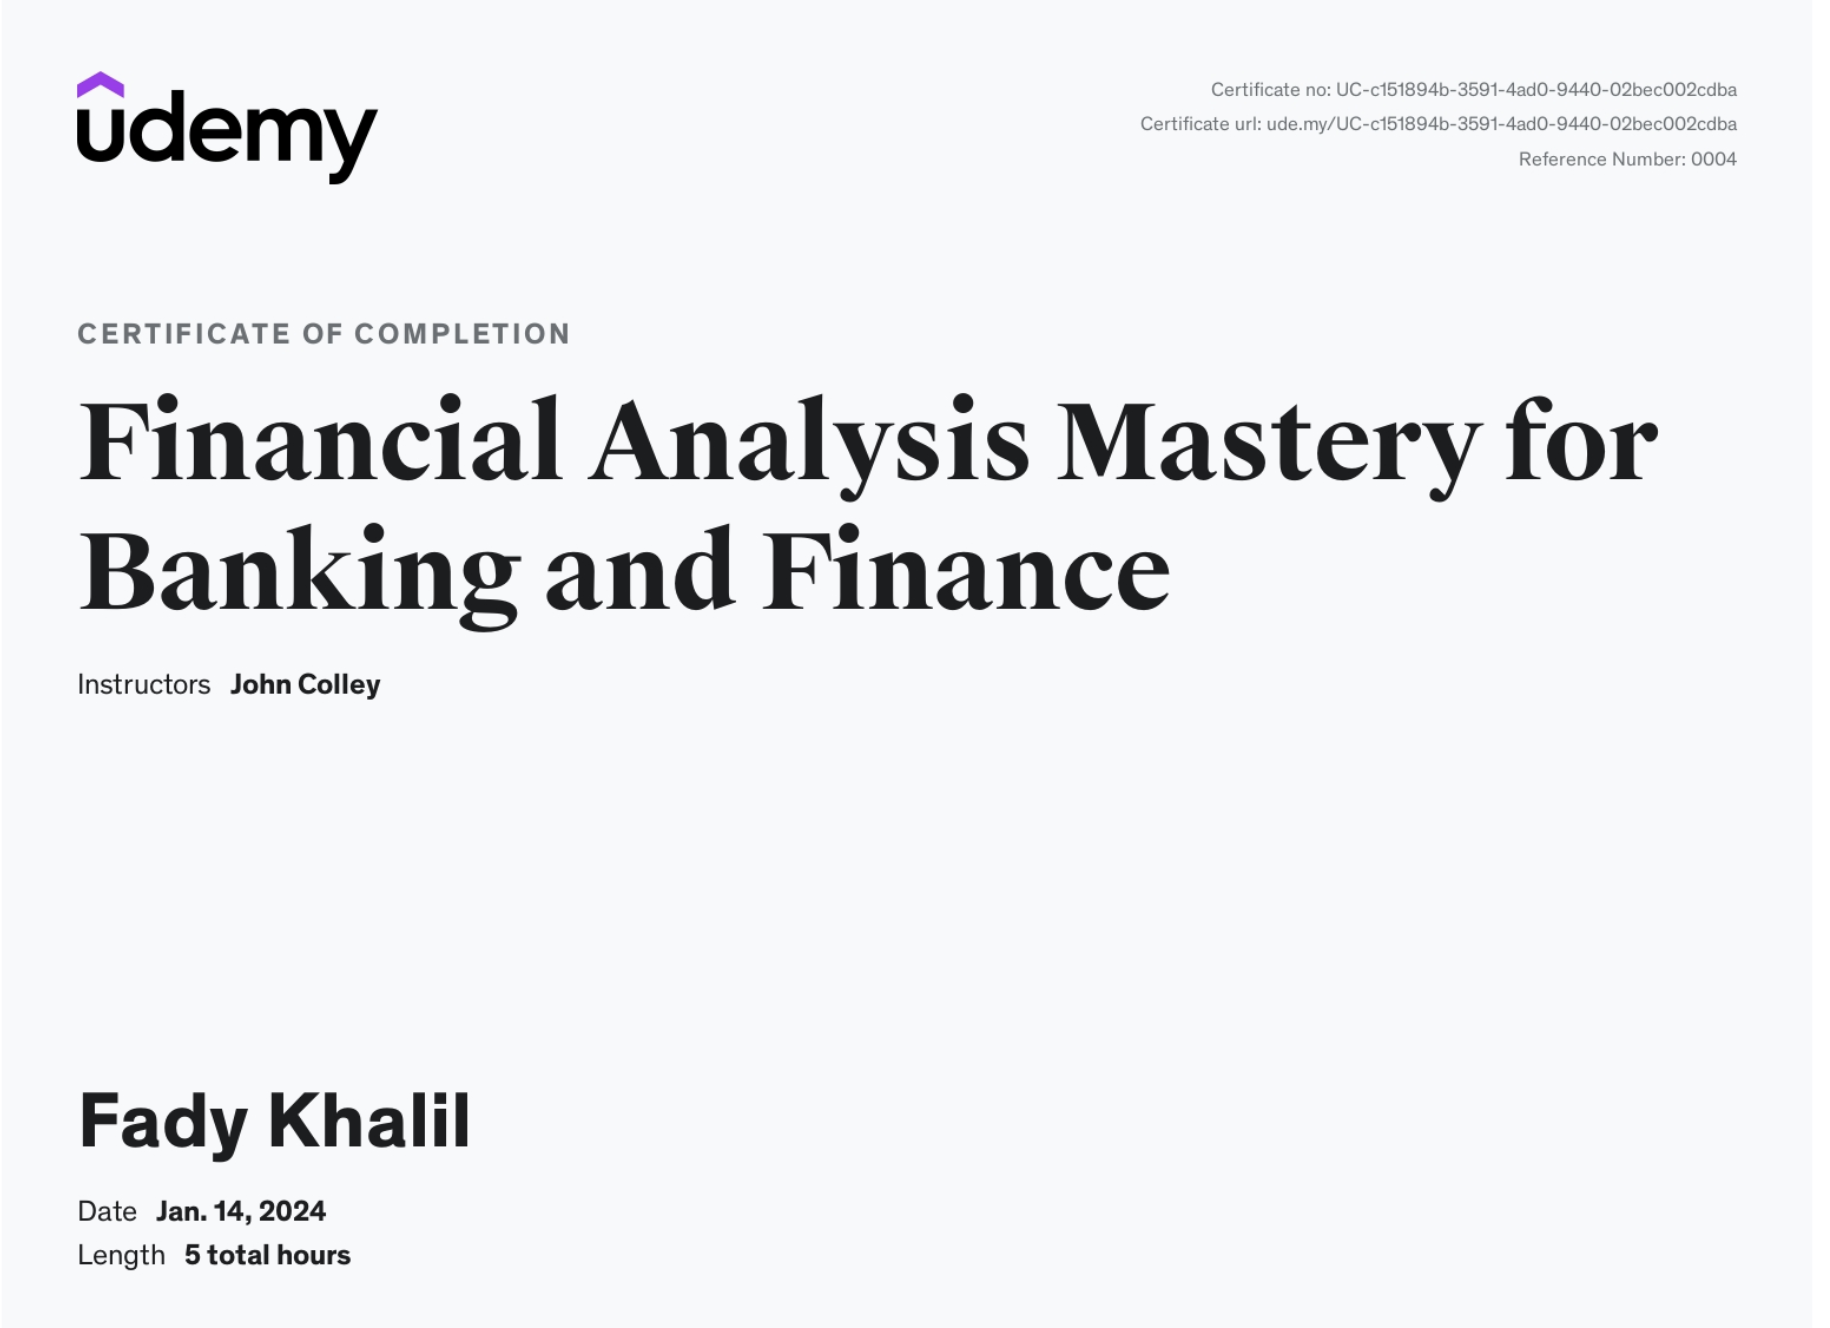 udemy
Certificate no: UC-c151894b-3591-4ad0-9440-02bec002cdba
Certificate url: ude.my/UC-c151894b-3591-4ad0-9440-02bec002cdba
Reference Number: 0004
CERTIFICATE OF COMPLETION
Financial Analysis Mastery for
Banking and Finance
Instructors John Colley
Fady Khalil
Date Jan. 14, 2024
Length 5 total hours